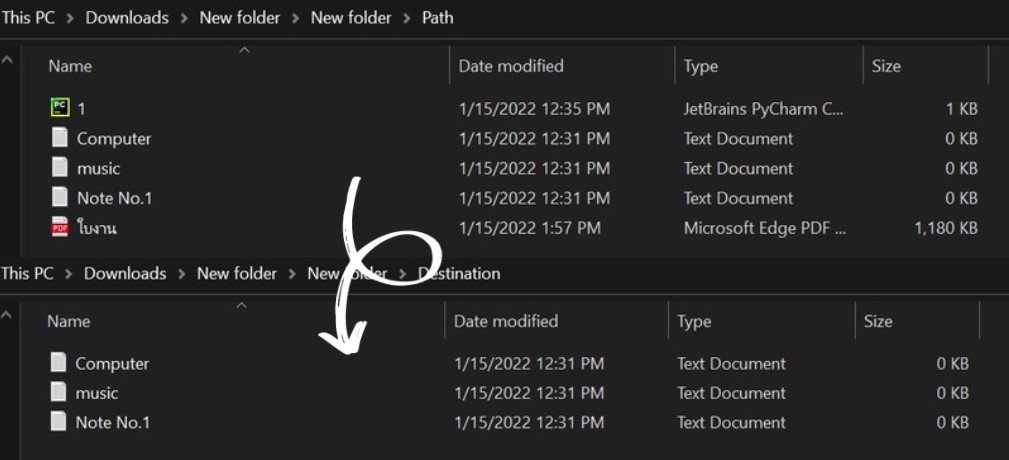 This PC > Downloads > New folder > New folder > Path
Name Date modified Type Size
1 1/15/2022 12:35 PM JetBrains PyCharm C... 1 KB
Computer 1/15/2022 12:31 PM Text Document 0 KB
music 1/15/2022 12:31 PM Text Document 0 KB
Note No.1 1/15/2022 12:31 PM Text Document 0 KB
ใบงาน 1/15/2022 1:57 PM Microsoft Edge PDF ... 1,180 KB
This PC > Downloads > New folder > New folder > Destination
Name Date modified Type Size
Computer 1/15/2022 12:31 PM Text Document 0 KB
music 1/15/2022 12:31 PM Text Document 0 KB
Note No.1 1/15/2022 12:31 PM Text Document 0 KB